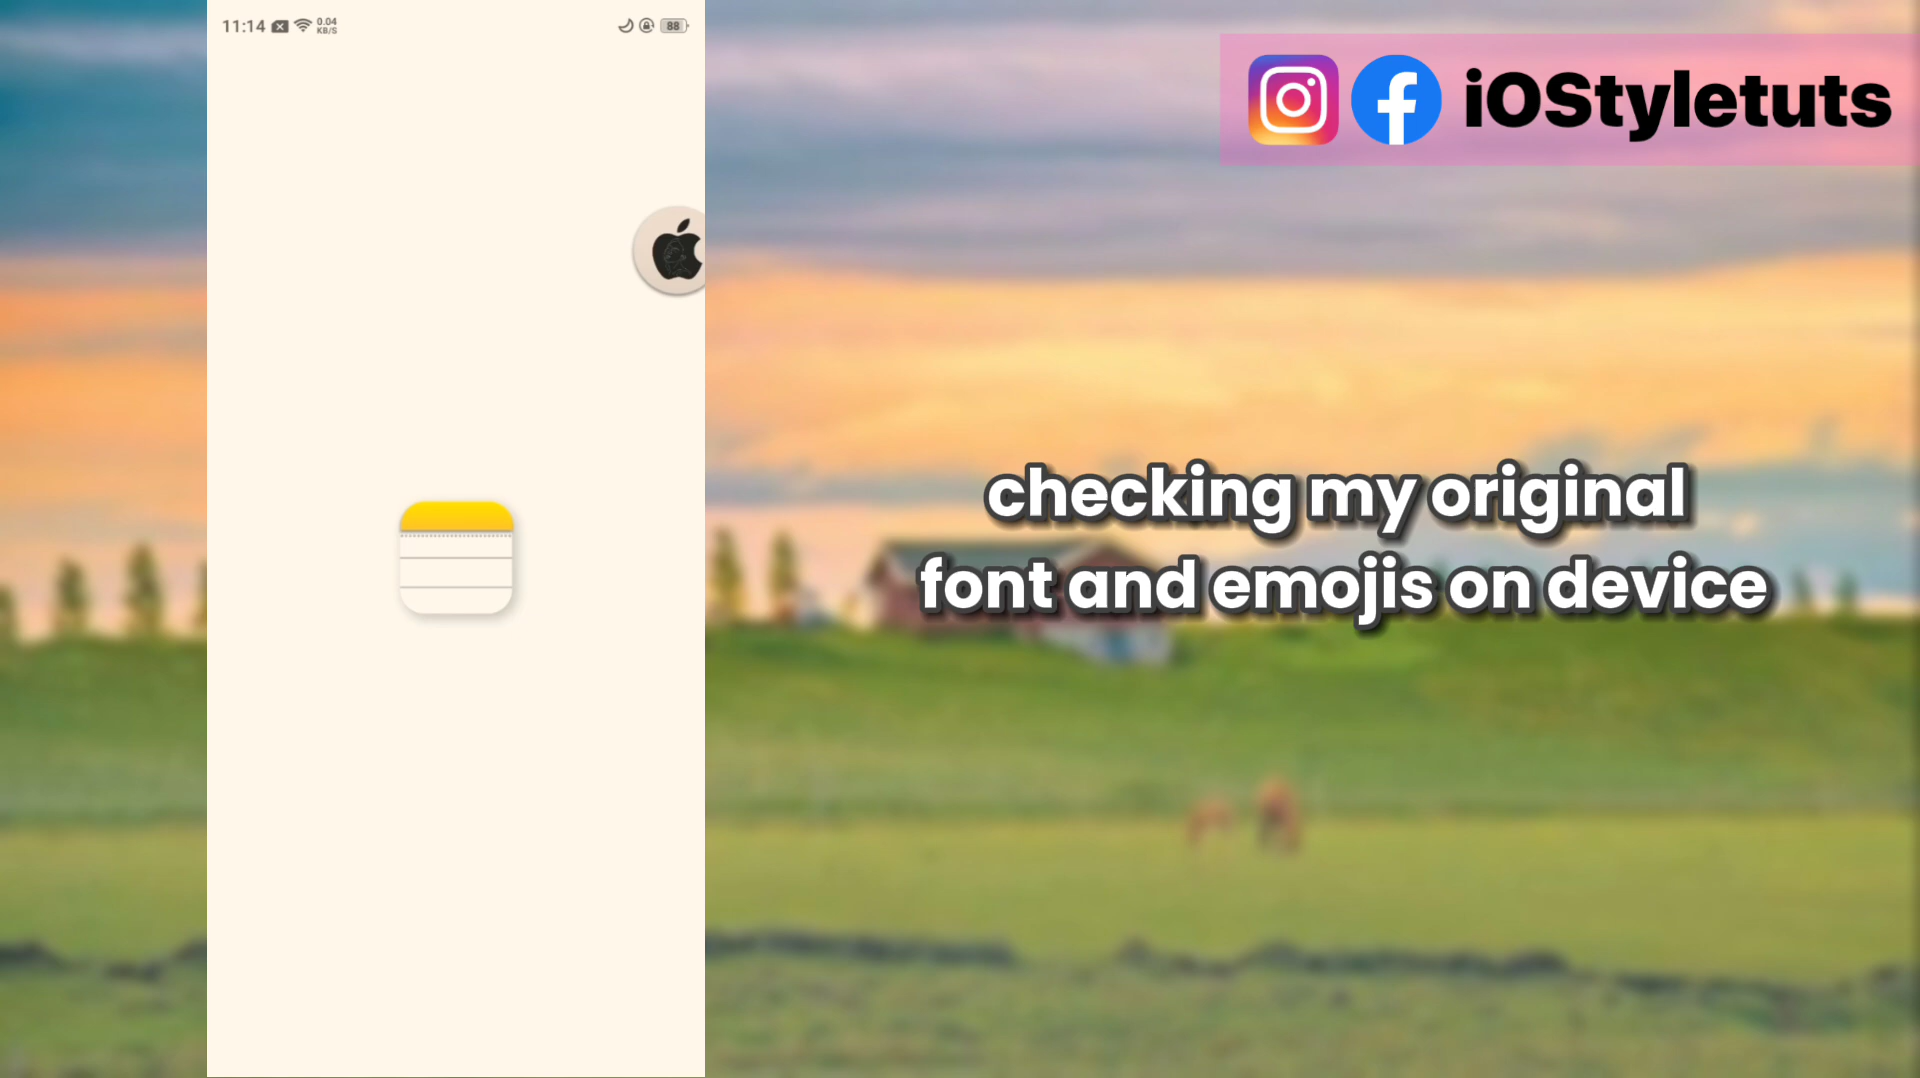 11:14 0.04 KB/S 88
iOStyletuts
checking my original
font and emojis on device